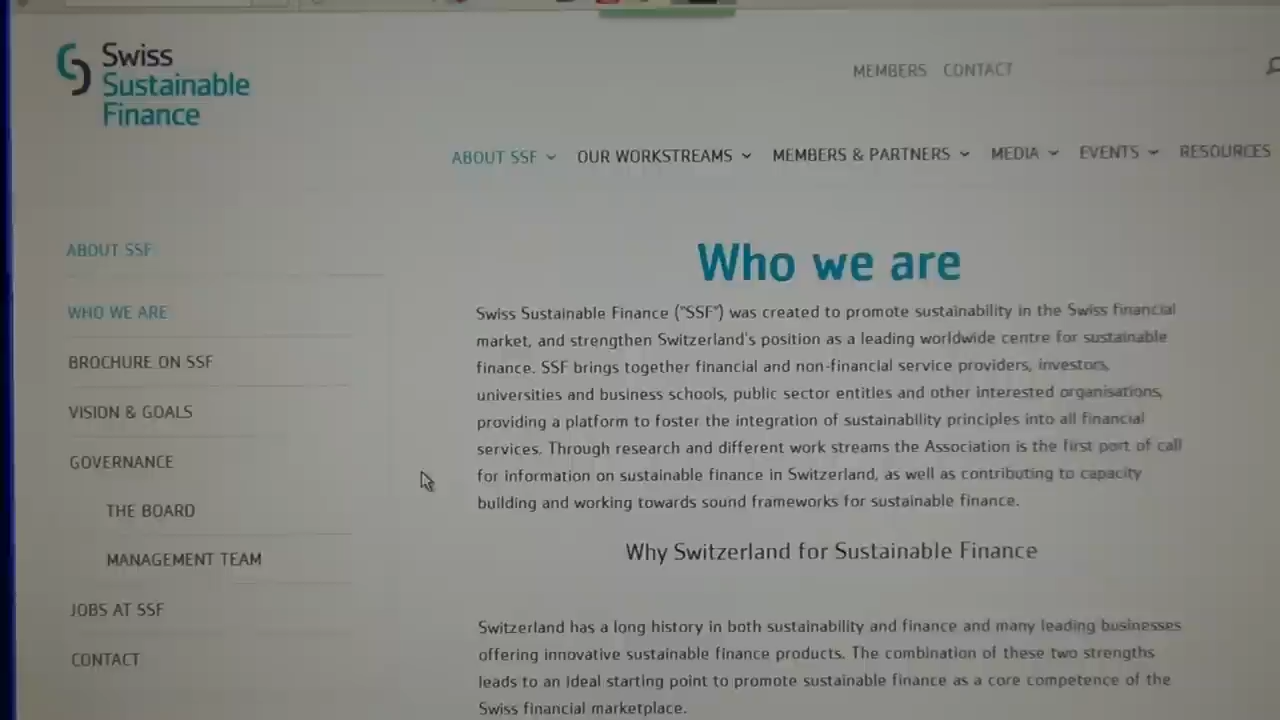 Swiss
Sustainable
Finance
MEMBERS CONTACT
ABOUT SSF OUR WORKSTREAMS MEMBERS & PARTNERS MEDIA EVENTS RESOURCES
ABOUT SSF
WHO WE ARE
BROCHURE ON SSF
VISION & GOALS
GOVERNANCE
THE BOARD
MANAGEMENT TEAM
JOBS AT SSF
CONTACT
Who we are
Swiss Sustainable Finance ("SSF") was created to promote sustainability in the Swiss financial
market, and strengthen Switzerland's position as a leading worldwide centre for sustainable
finance. SSF brings together financial and non-financial service providers, investors,
universities and business schools, public sector entities and other interested organisations,
providing a platform to foster the integration of sustainability principles into all financial
services. Through research and different work streams the Association is the first port of call
for information on sustainable finance in Switzerland, as well as contributing to capacity
building and working towards sound frameworks for sustainable finance.
Why Switzerland for Sustainable Finance
Switzerland has a long history in both sustainability and finance and many leading businesses
offering innovative sustainable finance products. The combination of these two strengths
leads to an ideal starting point to promote sustainable finance as a core competence of the
Swiss financial marketplace.